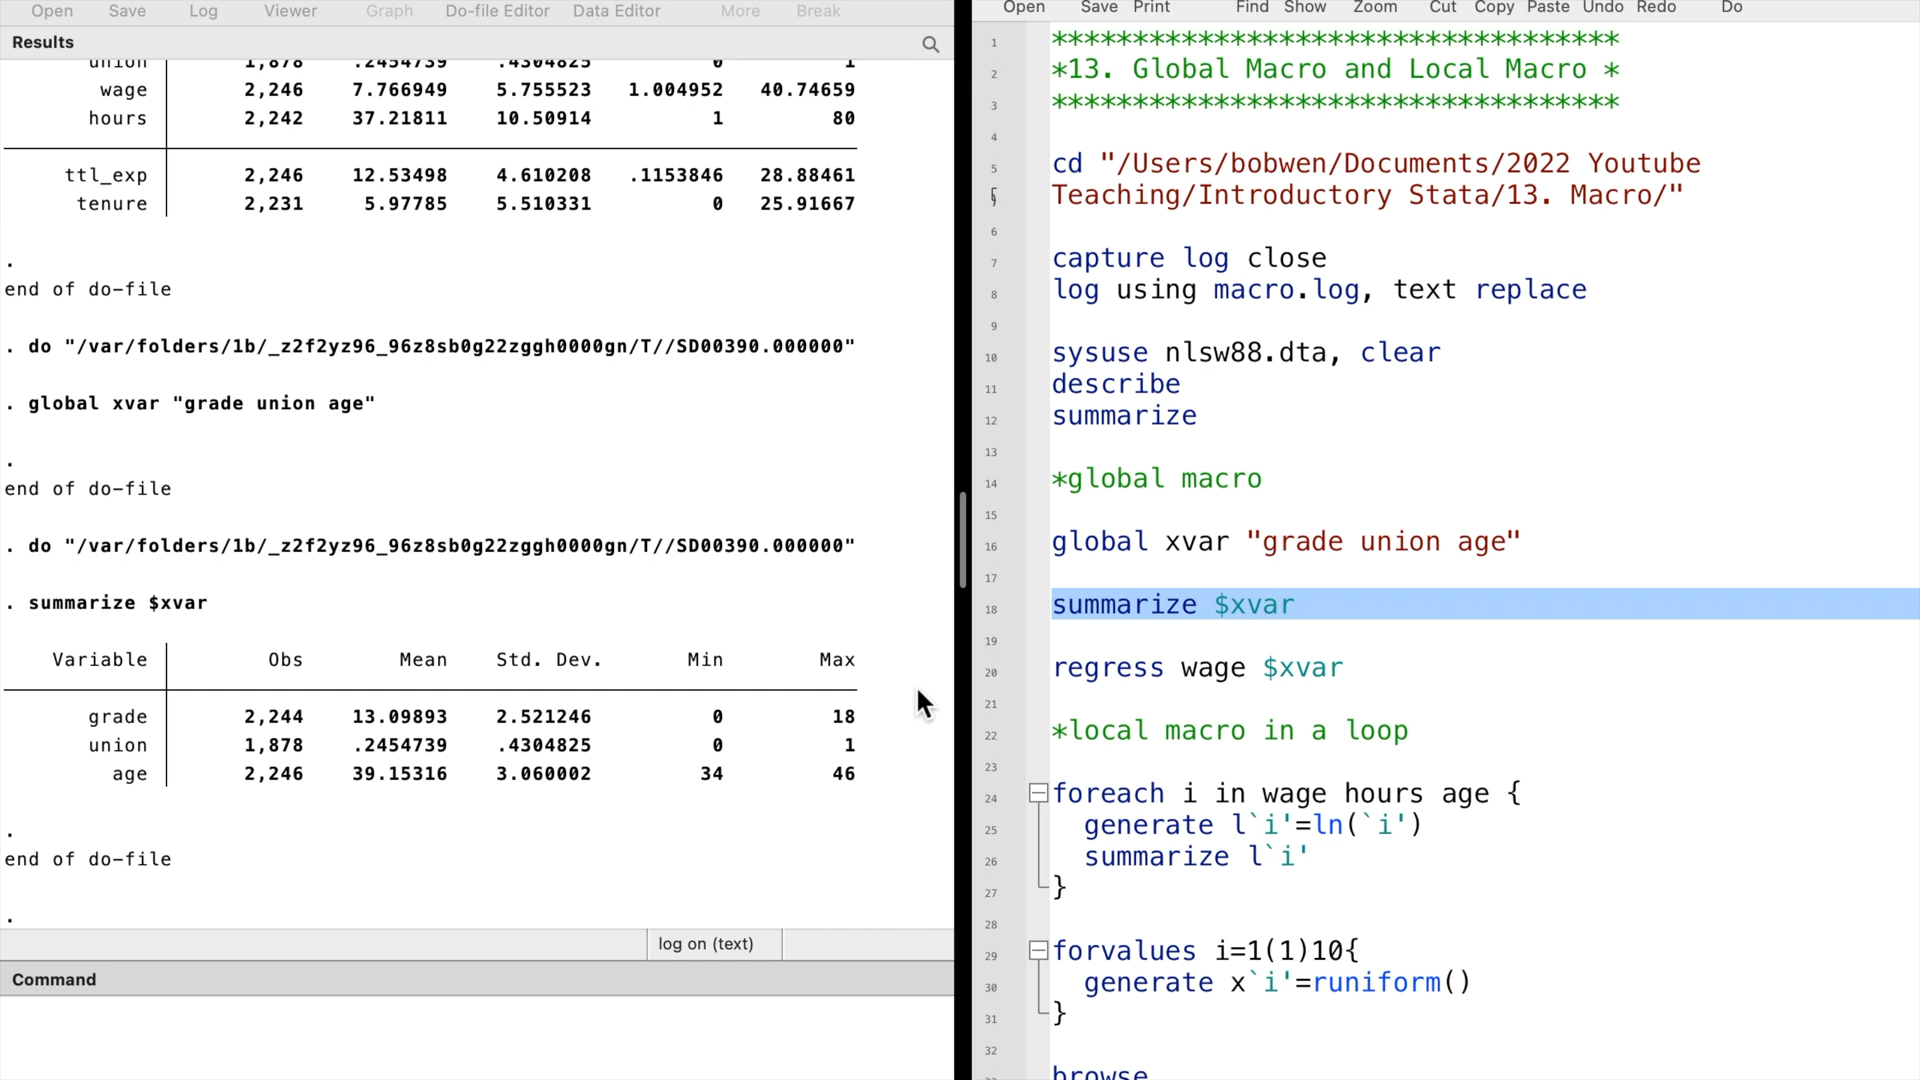 Open Save Log Viewer Graph Do-file Editor Data Editor More Break
Results
union 1,878 .2454739 .4304825 0 1
wage 2,246 7.766949 5.755523 1.004952 40.74659
hours 2,242 37.21811 10.50914 1 80
ttl_exp 2,246 12.53498 4.610208 .1153846 28.88461
tenure 2,231 5.97785 5.510331 0 25.91667
.
end of do-file
. do "/var/folders/1b/_z2f2yz96_96z8sb0g22zggh0000gn/T//SD00390.000000"
. global xvar "grade union age"
.
end of do-file
. do "/var/folders/1b/_z2f2yz96_96z8sb0g22zggh0000gn/T//SD00390.000000"
. summarize $xvar
Variable Obs Mean Std. Dev. Min Max
grade 2,244 13.09893 2.521246 0 18
union 1,878 .2454739 .4304825 0 1
age 2,246 39.15316 3.060002 34 46
.
end of do-file
.
log on (text)
Command
Open Save Print Find Show Zoom Cut Copy Paste Undo Redo Do
1 ***********************************
2 *13. Global Macro and Local Macro *
3 ***********************************
4
5 cd "/Users/bobwen/Documents/2022 Youtube
Teaching/Introductory Stata/13. Macro/"
6
7 capture log close
8 log using macro.log, text replace
9
10 sysuse nlsw88.dta, clear
11 describe
12 summarize
13
14 *global macro
15
16 global xvar "grade union age"
17
18 summarize $xvar
19
20 regress wage $xvar
21
22 *local macro in a loop
23
24 foreach i in wage hours age {
25 generate l`i'=ln(`i')
26 summarize l`i'
27 }
28
29 forvalues i=1(1)10{
30 generate x`i'=runiform()
31 }
32
33 browse